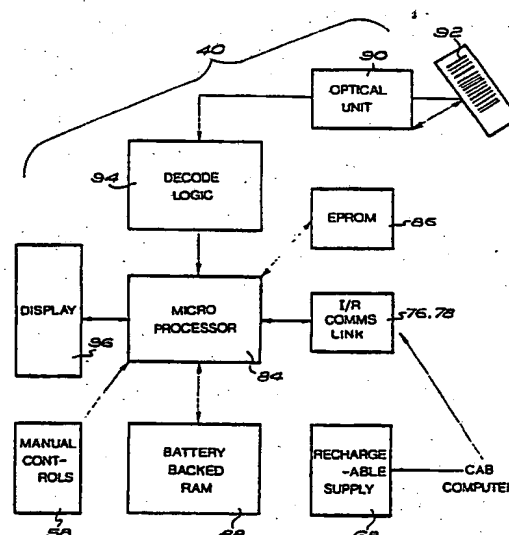 40
90
92
OPTICAL
UNIT
94
DECODE
LOGIC
EPROM
86
DISPLAY
96
MICRO
PROCESSOR
84
I/R
COMMS
LINK
76.78
MANUAL
CONT-
ROLS
58
BATTERY
BACKED
RAM
RECHARGE
-ABLE
SUPPLY
CAB
COMPUTER